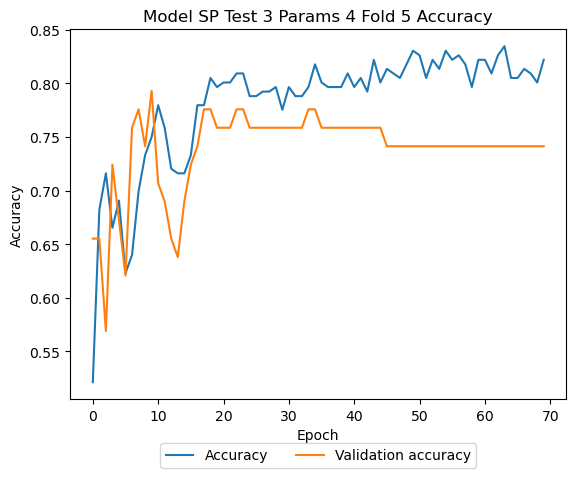 Model SP Test 3 Params 4 Fold 5 Accuracy
0.85
0.80
0.75
0.70
0.65
0.60
0.55
Accuracy
0 10 20 30 40 50 60 70
Epoch
Accuracy Validation accuracy